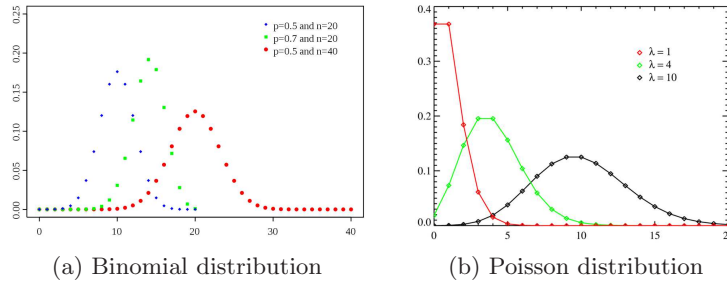 0.25
0.20
0.15
0.10
0.05
0.00
0 10 20 30 40
p=0.5 and n=20
p=0.7 and n=20
p=0.5 and n=40
(a) Binomial distribution
0.4
0.3
0.2
0.1
0.0
0 5 10 15 20
λ = 1
λ = 4
λ = 10
(b) Poisson distribution